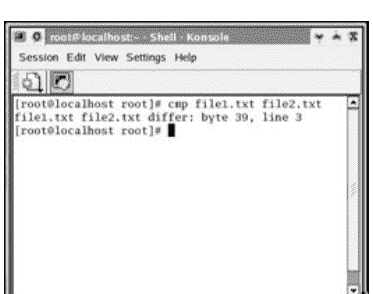 root@localhost:~ - Shell - Konsole
Session Edit View Settings Help
[root@localhost root]# cmp file1.txt file2.txt
file1.txt file2.txt differ: byte 39, line 3
[root@localhost root]#